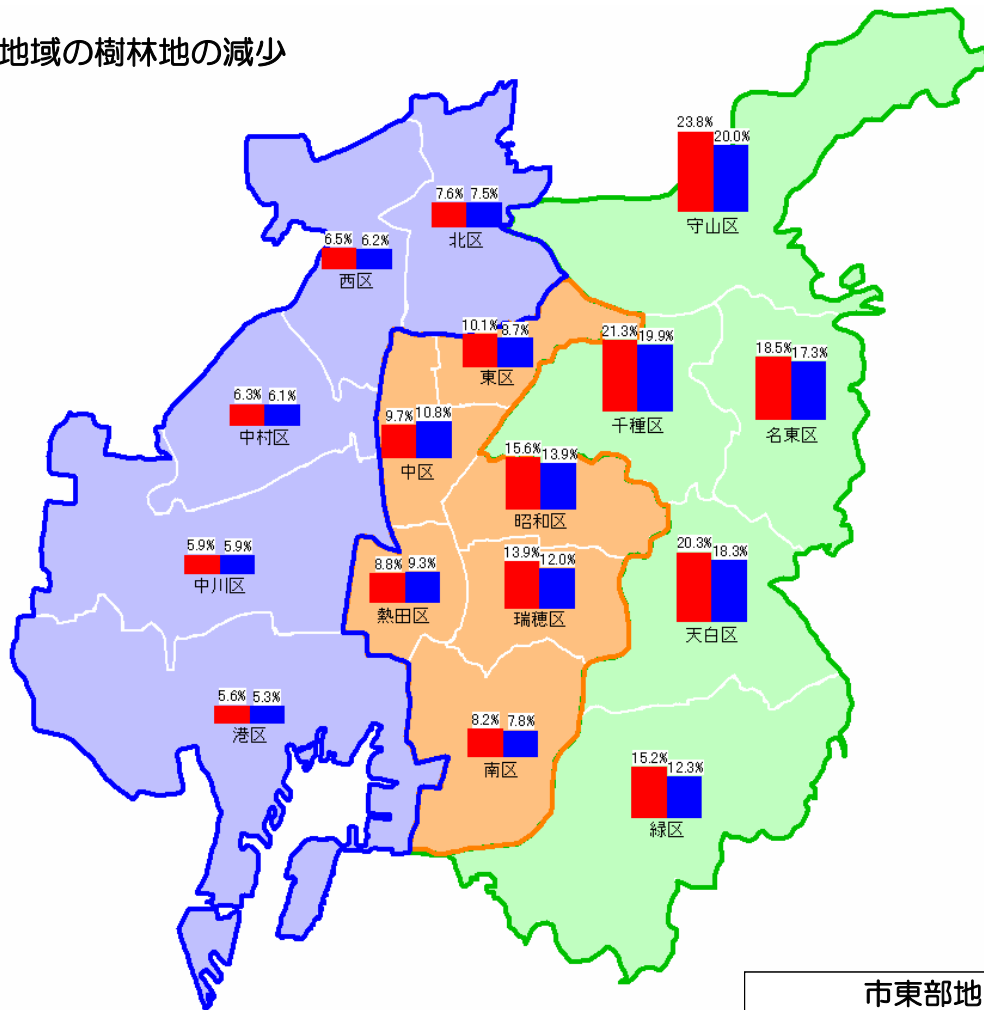 地域の樹林地の減少
23.8% 20.0%
守山区
7.6% 7.5%
北区
6.5% 6.2%
西区
10.1% 8.7%
東区
21.3% 19.9%
千種区
18.5% 17.3%
名東区
6.3% 6.1%
中村区
9.7% 10.8%
中区
15.6% 13.9%
昭和区
5.9% 5.9%
中川区
8.8% 9.3%
熱田区
13.9% 12.0%
瑞穂区
20.3% 18.3%
天白区
5.6% 5.3%
港区
8.2% 7.8%
南区
15.2% 12.3%
緑区
市東部地